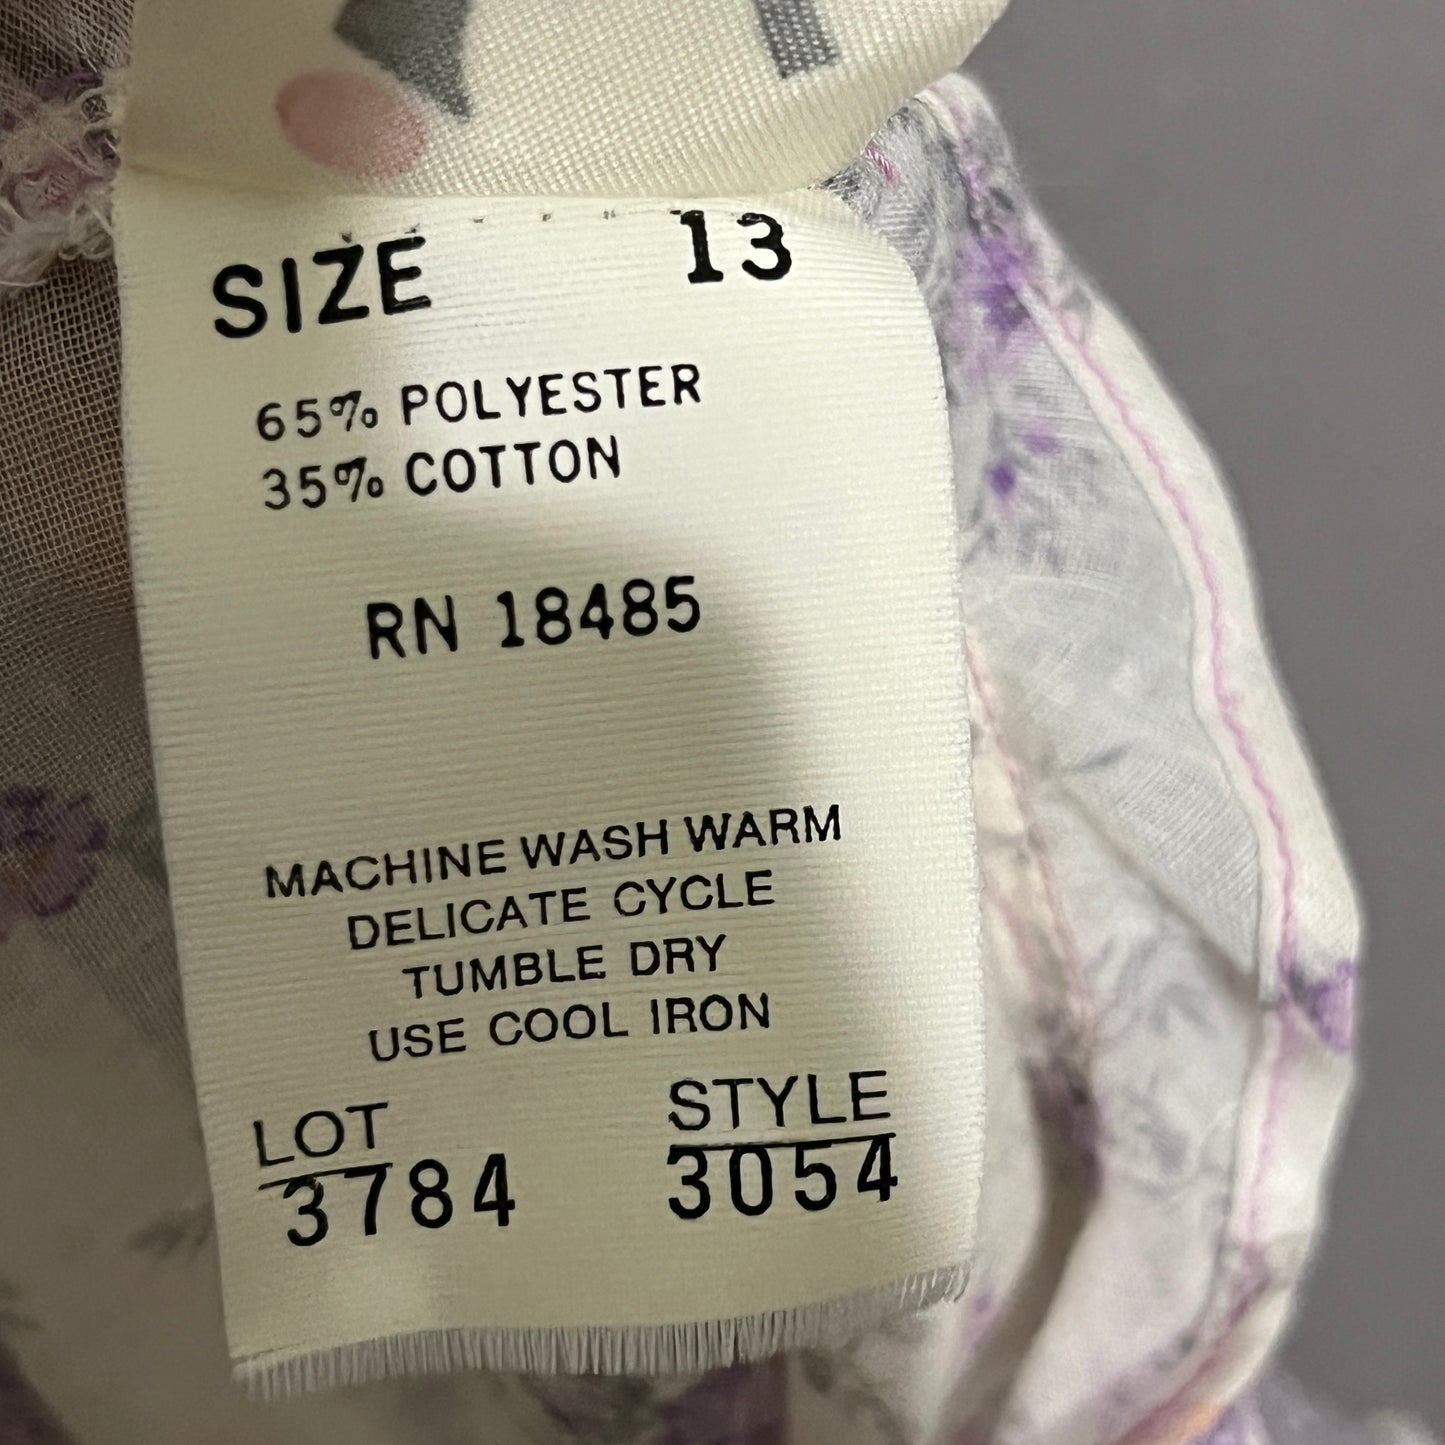 SIZE 13
65% POLYESTER
35% COTTON
RN 18485
MACHINE WASH WARM
DELICATE CYCLE
TUMBLE DRY
USE COOL IRON
LOT STYLE
3784 3054